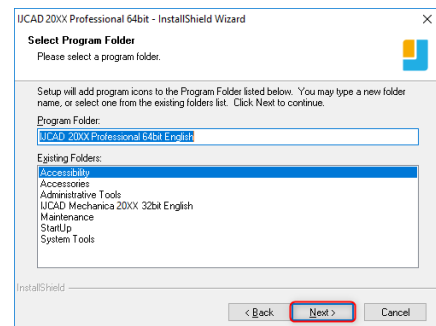 IJCAD 20XX Professional 64bit - InstallShield Wizard
Select Program Folder
Please select a program folder.
Setup will add program icons to the Program Folder listed below. You may type a new folder
name, or select one from the existing folders list. Click Next to continue.
Program Folder:
IJCAD 20XX Professional 64bit English
Existing Folders:
Accessibility
Accessories
Administrative Tools
IJCAD Mechanica 20XX 32bit English
Maintenance
StartUp
System Tools
InstallShield
< Back Next > Cancel